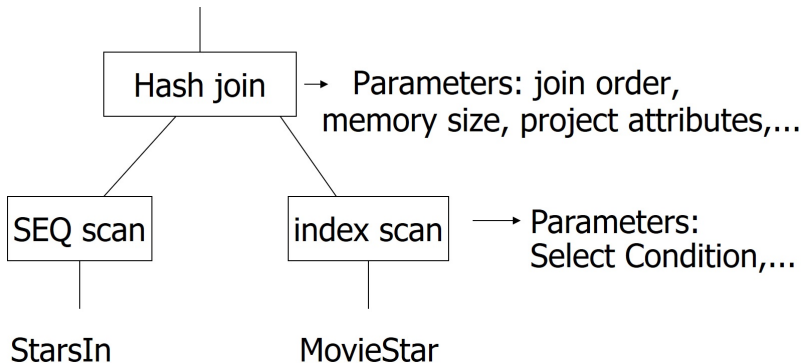 Hash join
Parameters: join order,
memory size, project attributes,...
SEQ scan
index scan
Parameters:
Select Condition,...
StarsIn
MovieStar